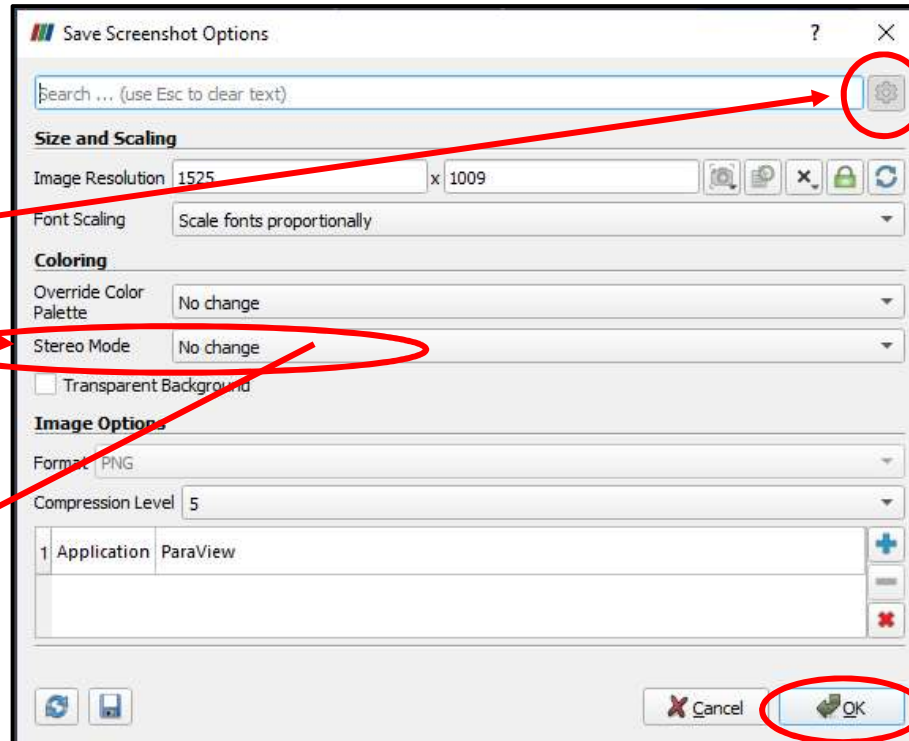 Save Screenshot Options ?
Search ... (use Esc to clear text)
Size and Scaling
Image Resolution 1525 x 1009
Font Scaling Scale fonts proportionally
Coloring
Override Color
Palette
No change
Stereo Mode No change
Transparent Background
Image Options
Format PNG
Compression Level 5
1 Application ParaView
Cancel OK